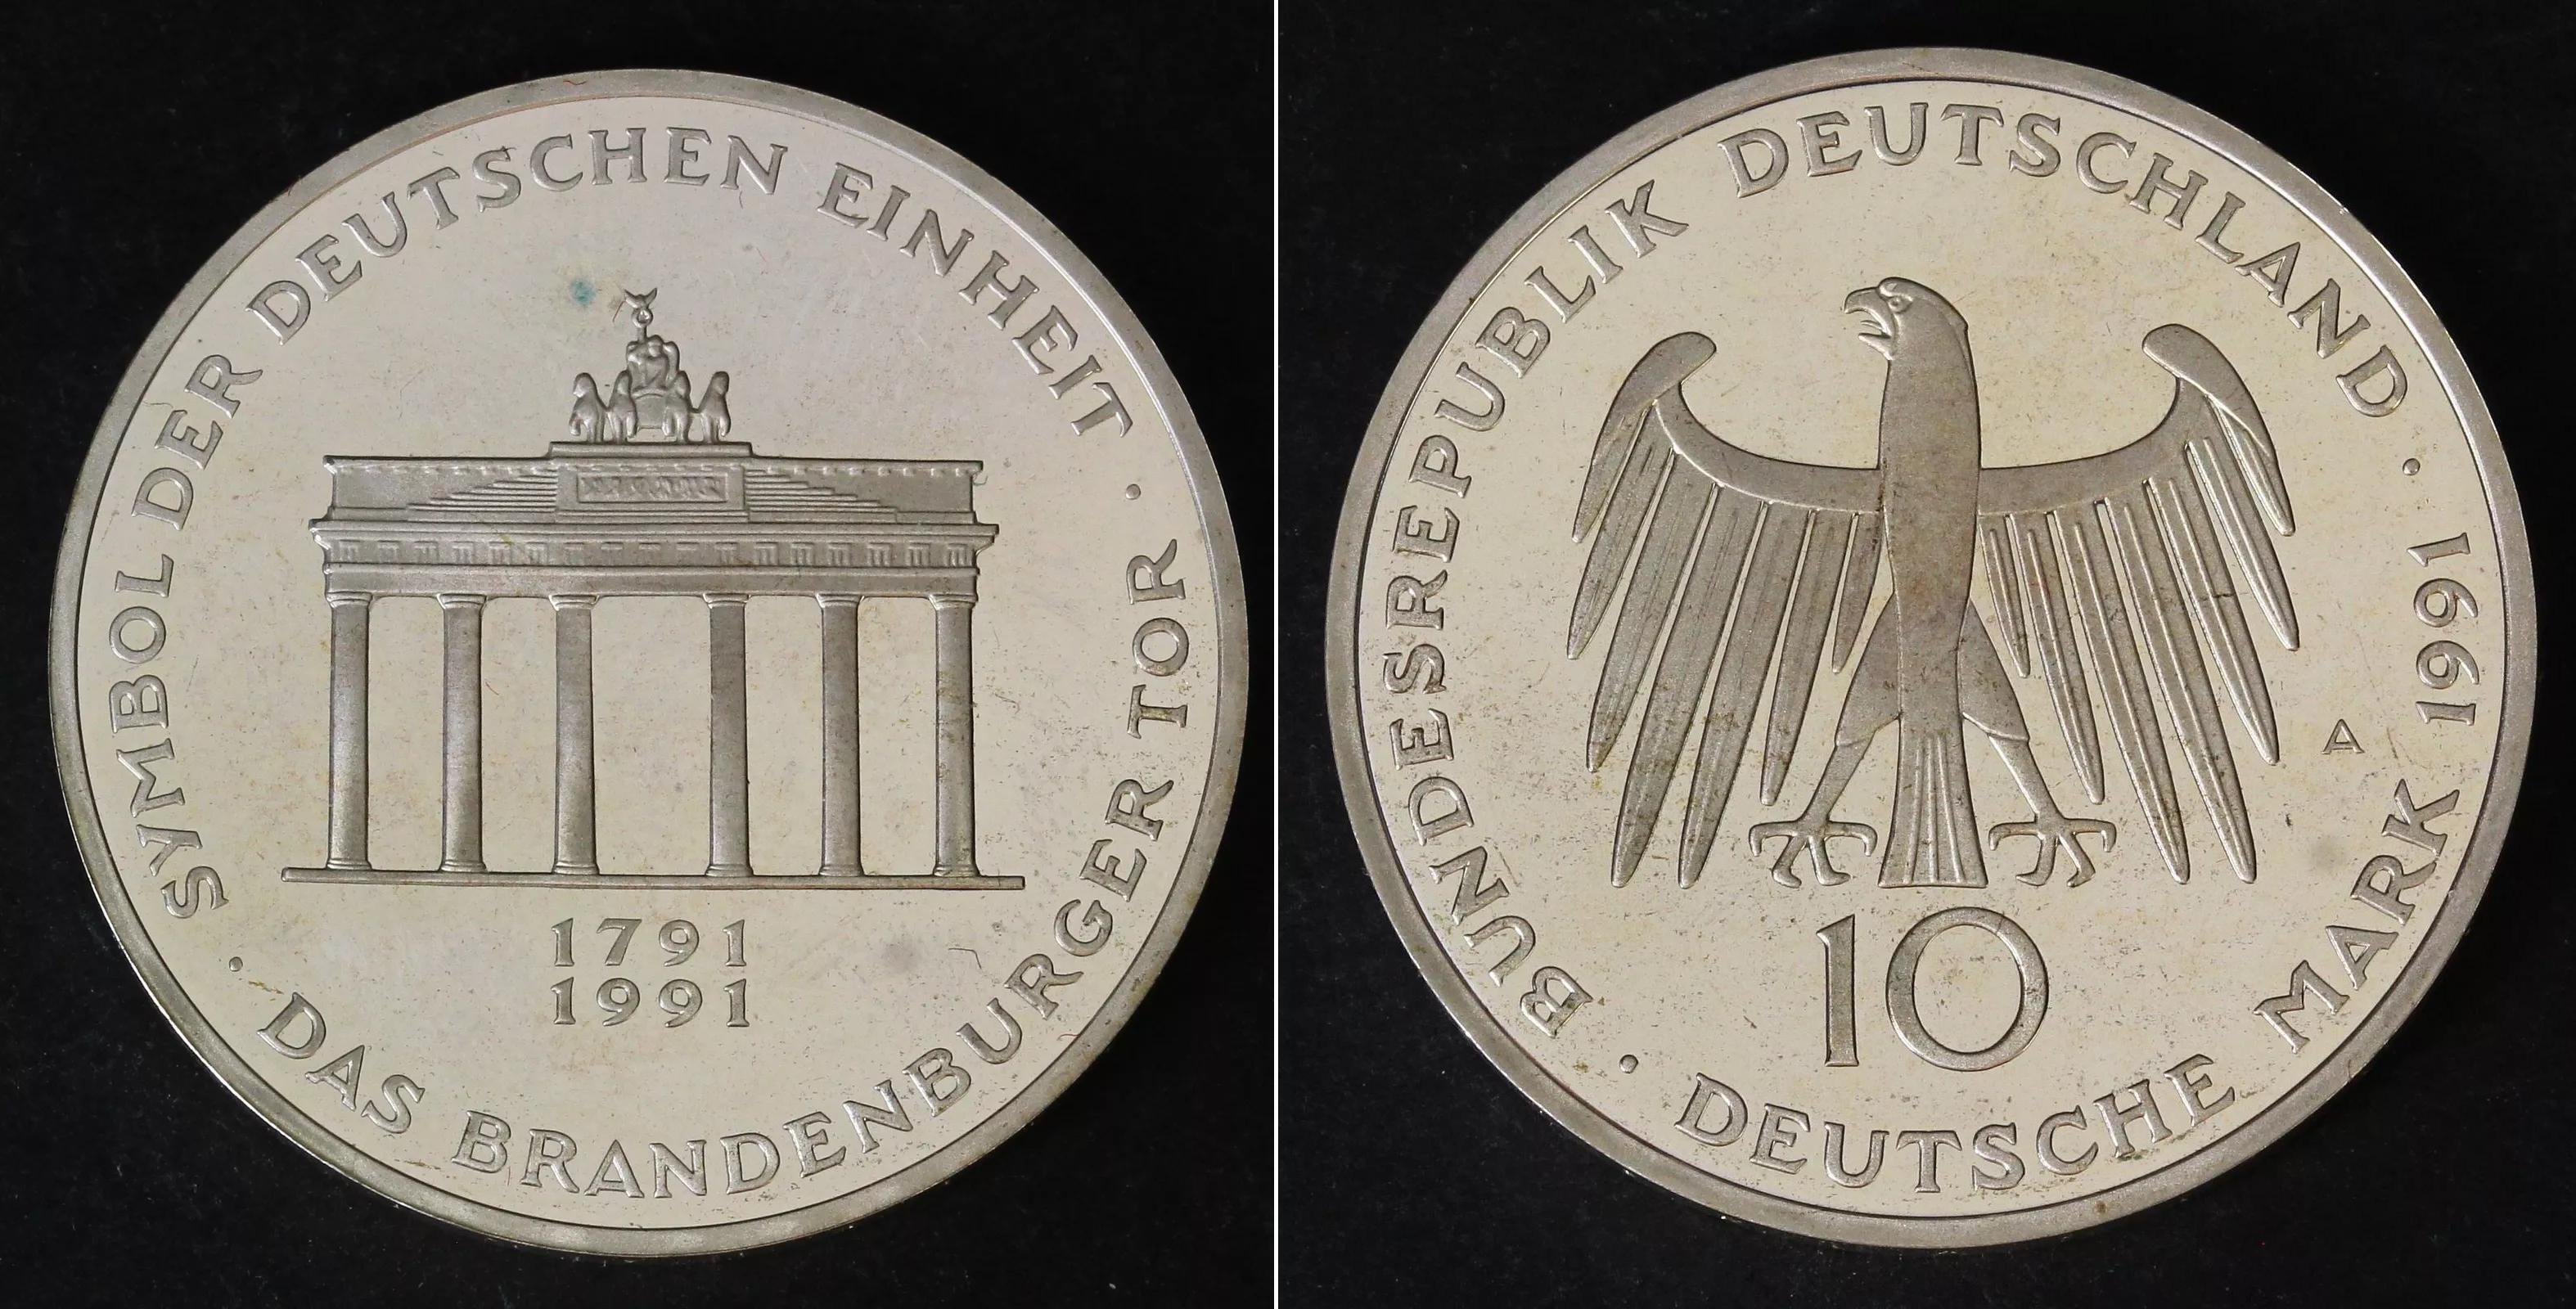 SYMBOL DER DEUTSCHEN EINHEIT · DAS BRANDENBURGER TOR ·
1791
1991
BUNDESREPUBLIK DEUTSCHLAND · 1991
A
10
DEUTSCHE MARK ·